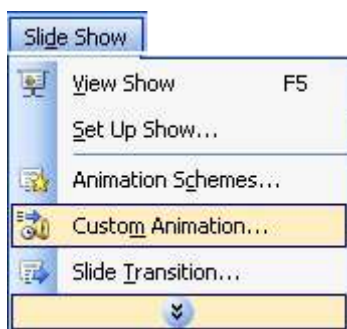 Slide Show
View Show F5
Set Up Show...
Animation Schemes...
Custom Animation...
Slide Transition...